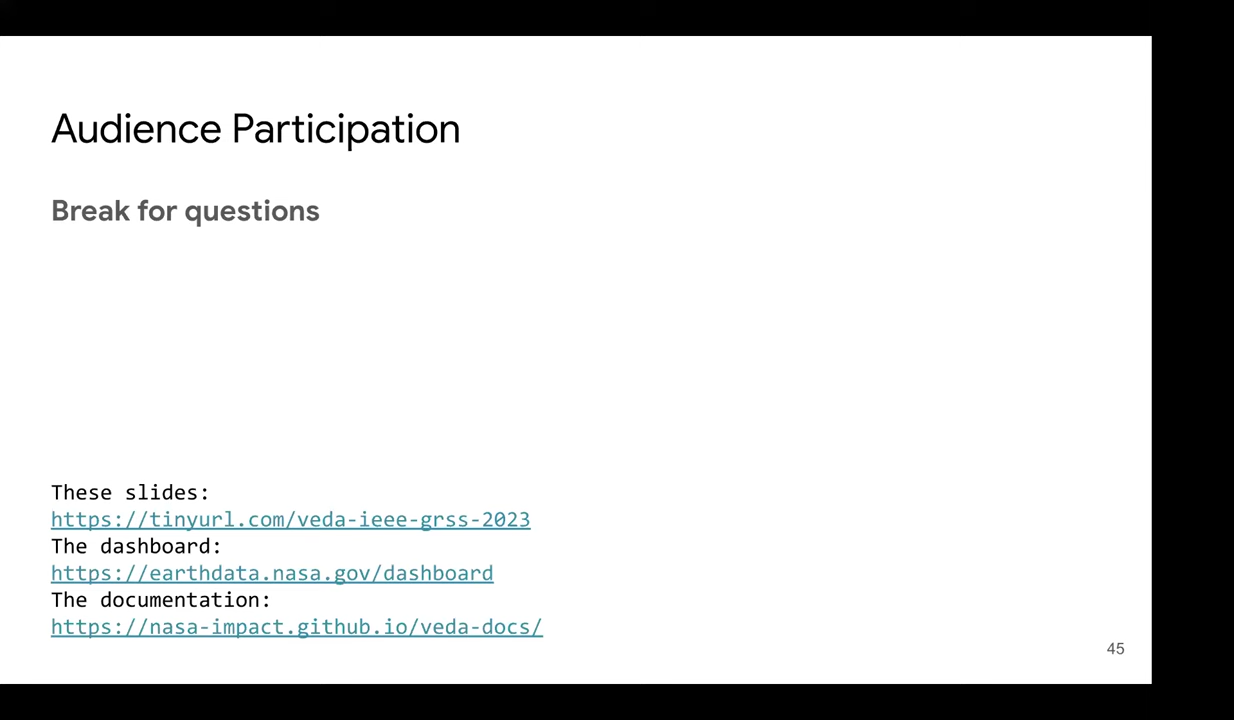 Audience Participation
Break for questions
These slides:
https://tinyurl.com/veda-ieee-grss-2023
The dashboard:
https://earthdata.nasa.gov/dashboard
The documentation:
https://nasa-impact.github.io/veda-docs/
45